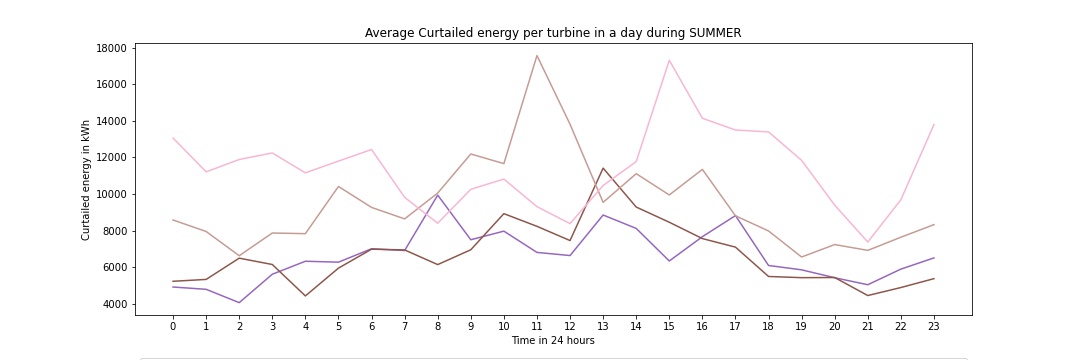 Average Curtailed energy per turbine in a day during SUMMER
18000
16000
14000
12000
10000
8000
6000
4000
Curtailed energy in kWh
0 1 2 3 4 5 6 7 8 9 10 11 12 13 14 15 16 17 18 19 20 21 22 23
Time in 24 hours